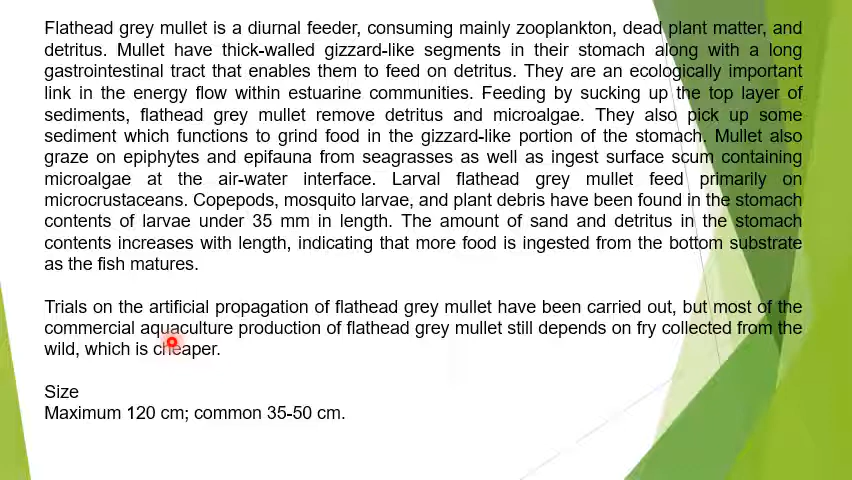 Flathead grey mullet is a diurnal feeder, consuming mainly zooplankton, dead plant matter, and
detritus. Mullet have thick-walled gizzard-like segments in their stomach along with a long
gastrointestinal tract that enables them to feed on detritus. They are an ecologically important
link in the energy flow within estuarine communities. Feeding by sucking up the top layer of
sediments, flathead grey mullet remove detritus and microalgae. They also pick up some
sediment which functions to grind food in the gizzard-like portion of the stomach. Mullet also
graze on epiphytes and epifauna from seagrasses as well as ingest surface scum containing
microalgae at the air-water interface. Larval flathead grey mullet feed primarily on
microcrustaceans. Copepods, mosquito larvae, and plant debris have been found in the stomach
contents of larvae under 35 mm in length. The amount of sand and detritus in the stomach
contents increases with length, indicating that more food is ingested from the bottom substrate
as the fish matures.
Trials on the artificial propagation of flathead grey mullet have been carried out, but most of the
commercial aquaculture production of flathead grey mullet still depends on fry collected from the
wild, which is cheaper.
Size
Maximum 120 cm; common 35-50 cm.